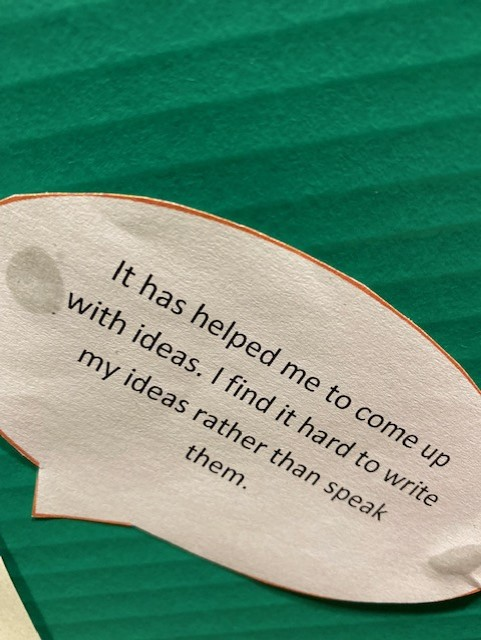 It has helped me to come up
with ideas. I find it hard to write
my ideas rather than speak
them.